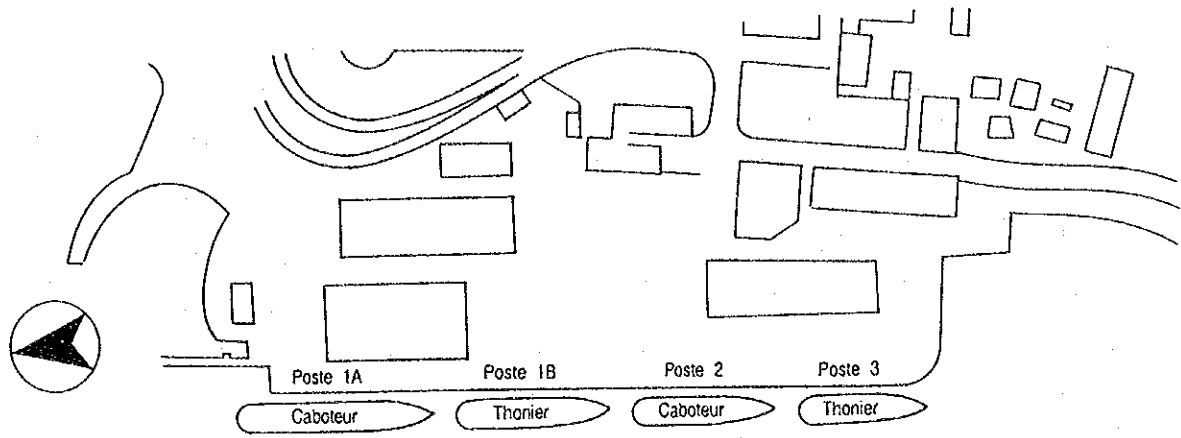 Poste 1A
Poste 1B
Poste 2
Poste 3
Caboteur
Thonier
Caboteur
Thonier